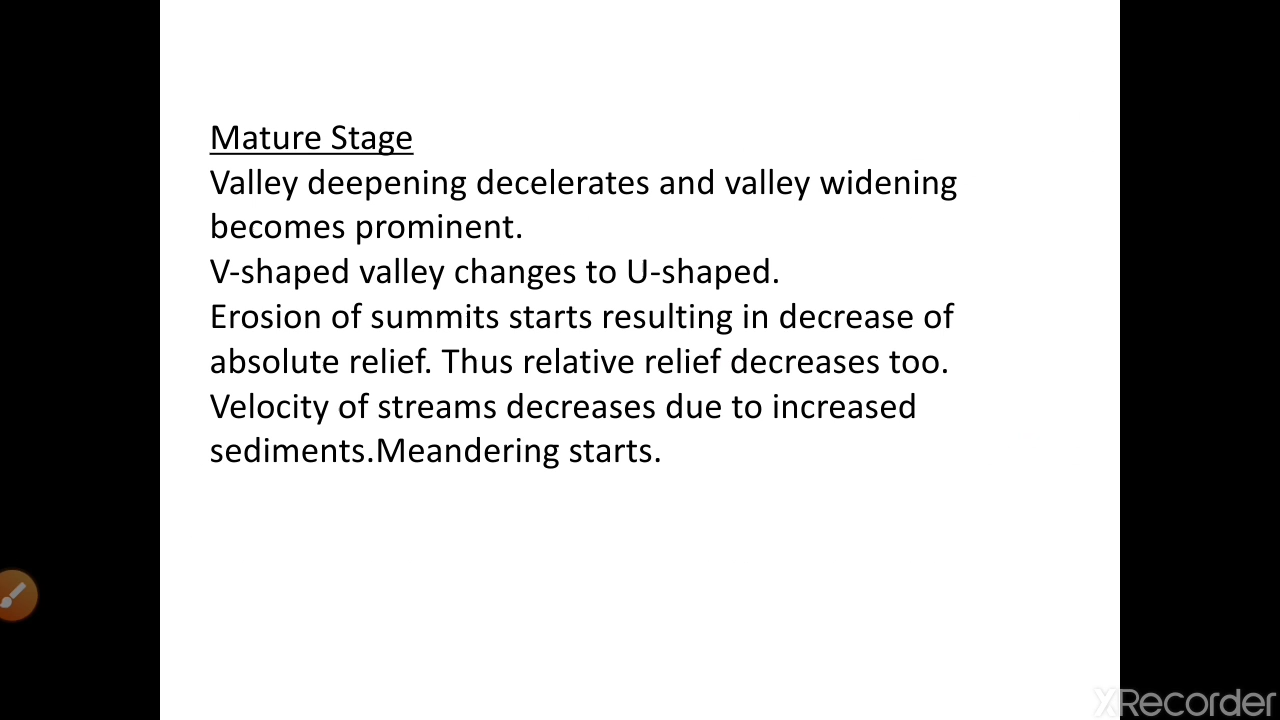 Mature Stage
Valley deepening decelerates and valley widening
becomes prominent.
V-shaped valley changes to U-shaped.
Erosion of summits starts resulting in decrease of
absolute relief. Thus relative relief decreases too.
Velocity of streams decreases due to increased
sediments.Meandering starts.
XRecorder